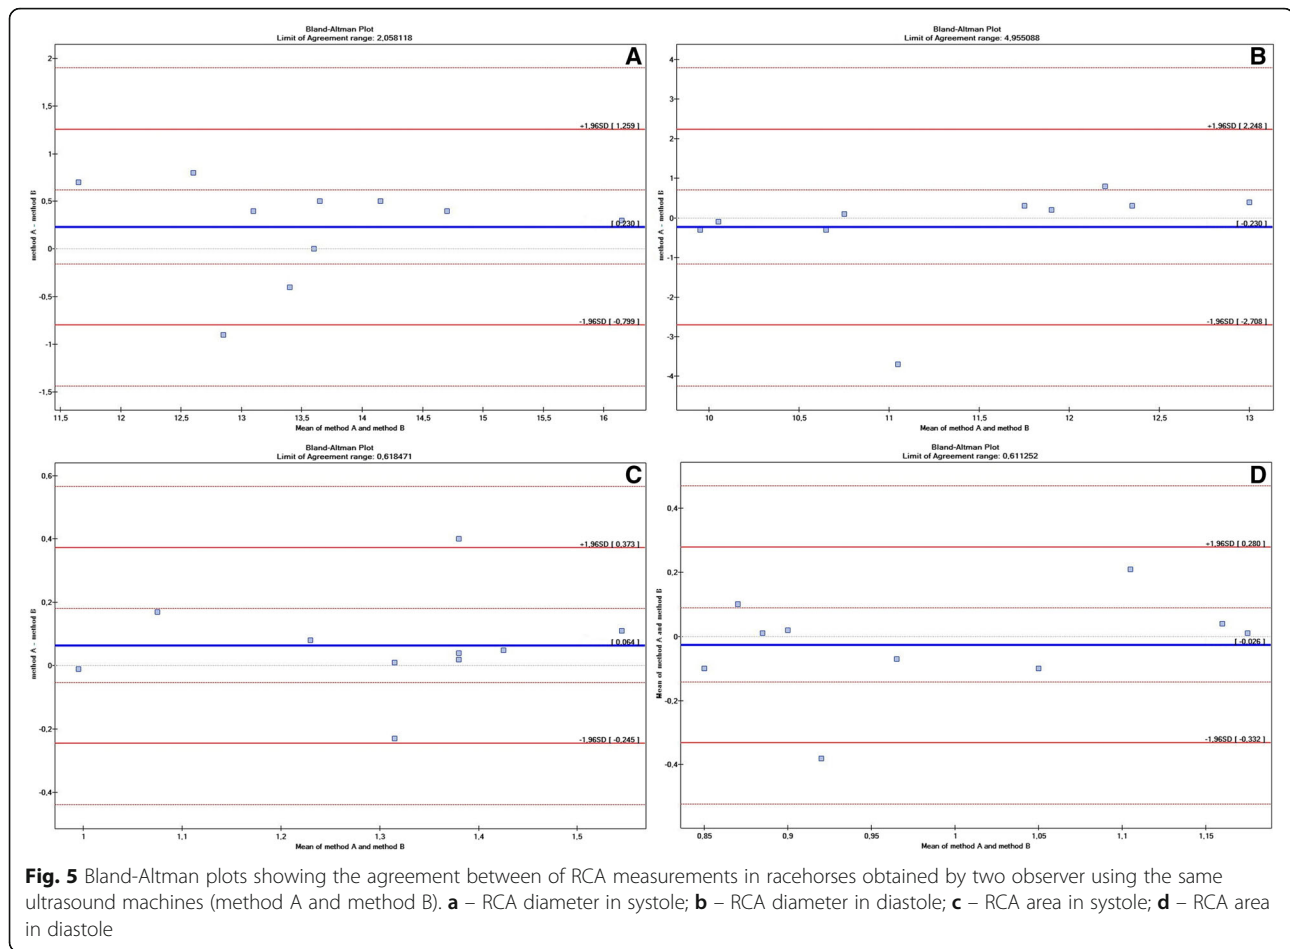 Bland-Altman Plot
Limit of Agreement range: 2,058118
A
2
1,5
1
0,5
0
-0,5
-1
-1,5
method A - method B
+1,96SD [ 1,259 ]
[ 0,230 ]
-1,96SD [ -0,799 ]
11,5 12 12,5 13 13,5 14 14,5 15 15,5 16
Mean of method A and method B
Bland-Altman Plot
Limit of Agreement range: 4,955088
B
4
3
2
1
0
-1
-2
-3
-4
method A - method B
+1,96SD [ 2,248 ]
[ -0,230 ]
-1,96SD [ -2,708 ]
10 10,5 11 11,5 12 12,5 13
Mean of method A and method B
Bland-Altman Plot
Limit of Agreement range: 0,618471
C
0,6
0,4
0,2
0
-0,2
-0,4
method A - method B
+1,96SD [ 0,373 ]
[ 0,064 ]
-1,96SD [ -0,245 ]
1 1,1 1,2 1,3 1,4 1,5
Mean of method A and method B
Bland-Altman Plot
Limit of Agreement range: 0,611252
D
0,4
0,2
0
-0,2
-0,4
Mean of method A and method B
+1,96SD [ 0,280 ]
[ -0,026 ]
-1,96SD [ -0,332 ]
0,85 0,9 0,95 1 1,05 1,1 1,15
Mean of method A and method B
Fig. 5 Bland-Altman plots showing the agreement between of RCA measurements in racehorses obtained by two observer using the same
ultrasound machines (method A and method B). a – RCA diameter in systole; b – RCA diameter in diastole; c – RCA area in systole; d – RCA area
in diastole